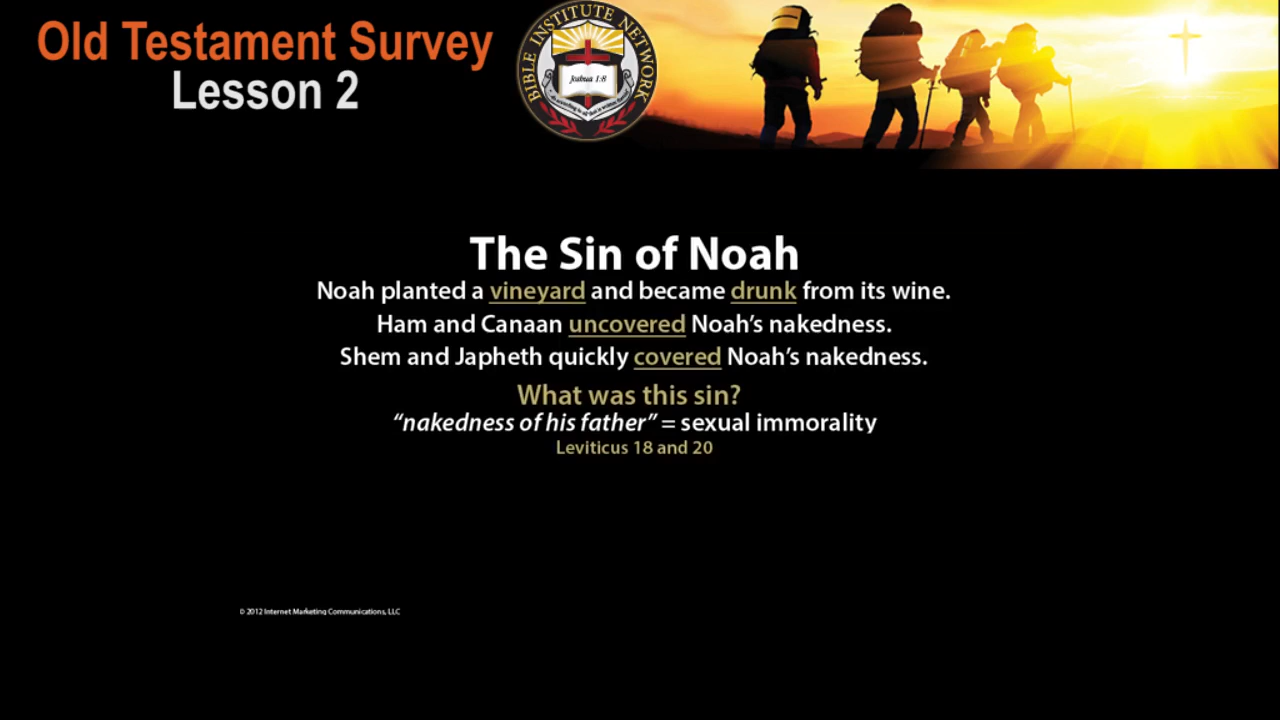 Old Testament Survey
Lesson 2
BIBLE INSTITUTE NETWORK
Joshua 1:8
The Sin of Noah
Noah planted a vineyard and became drunk from its wine.
Ham and Canaan uncovered Noah’s nakedness.
Shem and Japheth quickly covered Noah’s nakedness.
What was this sin?
“nakedness of his father” = sexual immorality
Leviticus 18 and 20
© 2012 Internet Marketing Communications, LLC